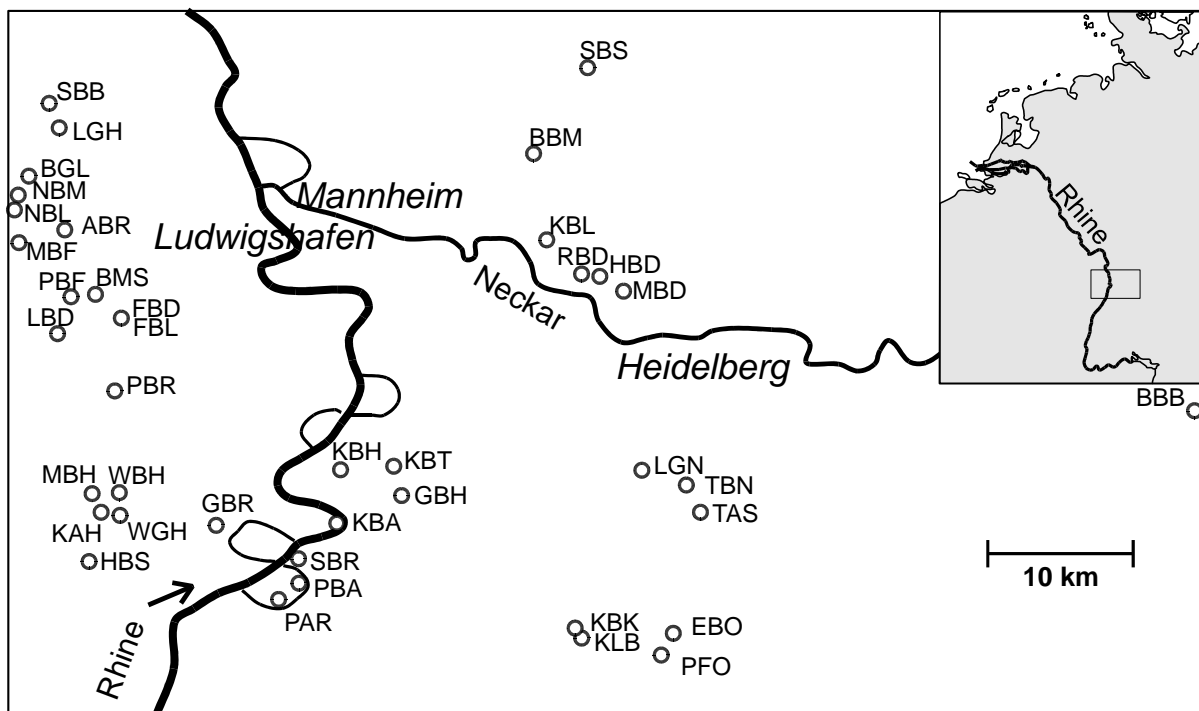 SBS
SBB
LGH
BBM
BGL
NBM
Mannheim
NBL
ABR
Ludwigshafen
KBL
MBF
RBD
HBD
MBD
PBF
BMS
Neckar
FBD
LBD
FBL
Heidelberg
PBR
Rhine
BBB
KBH
KBT
LGN
MBH
WBH
TBN
GBH
GBR
TAS
KAH
WGH
KBA
HBS
SBR
10 km
PBA
PAR
Rhine
KBK
EBO
KLB
PFO